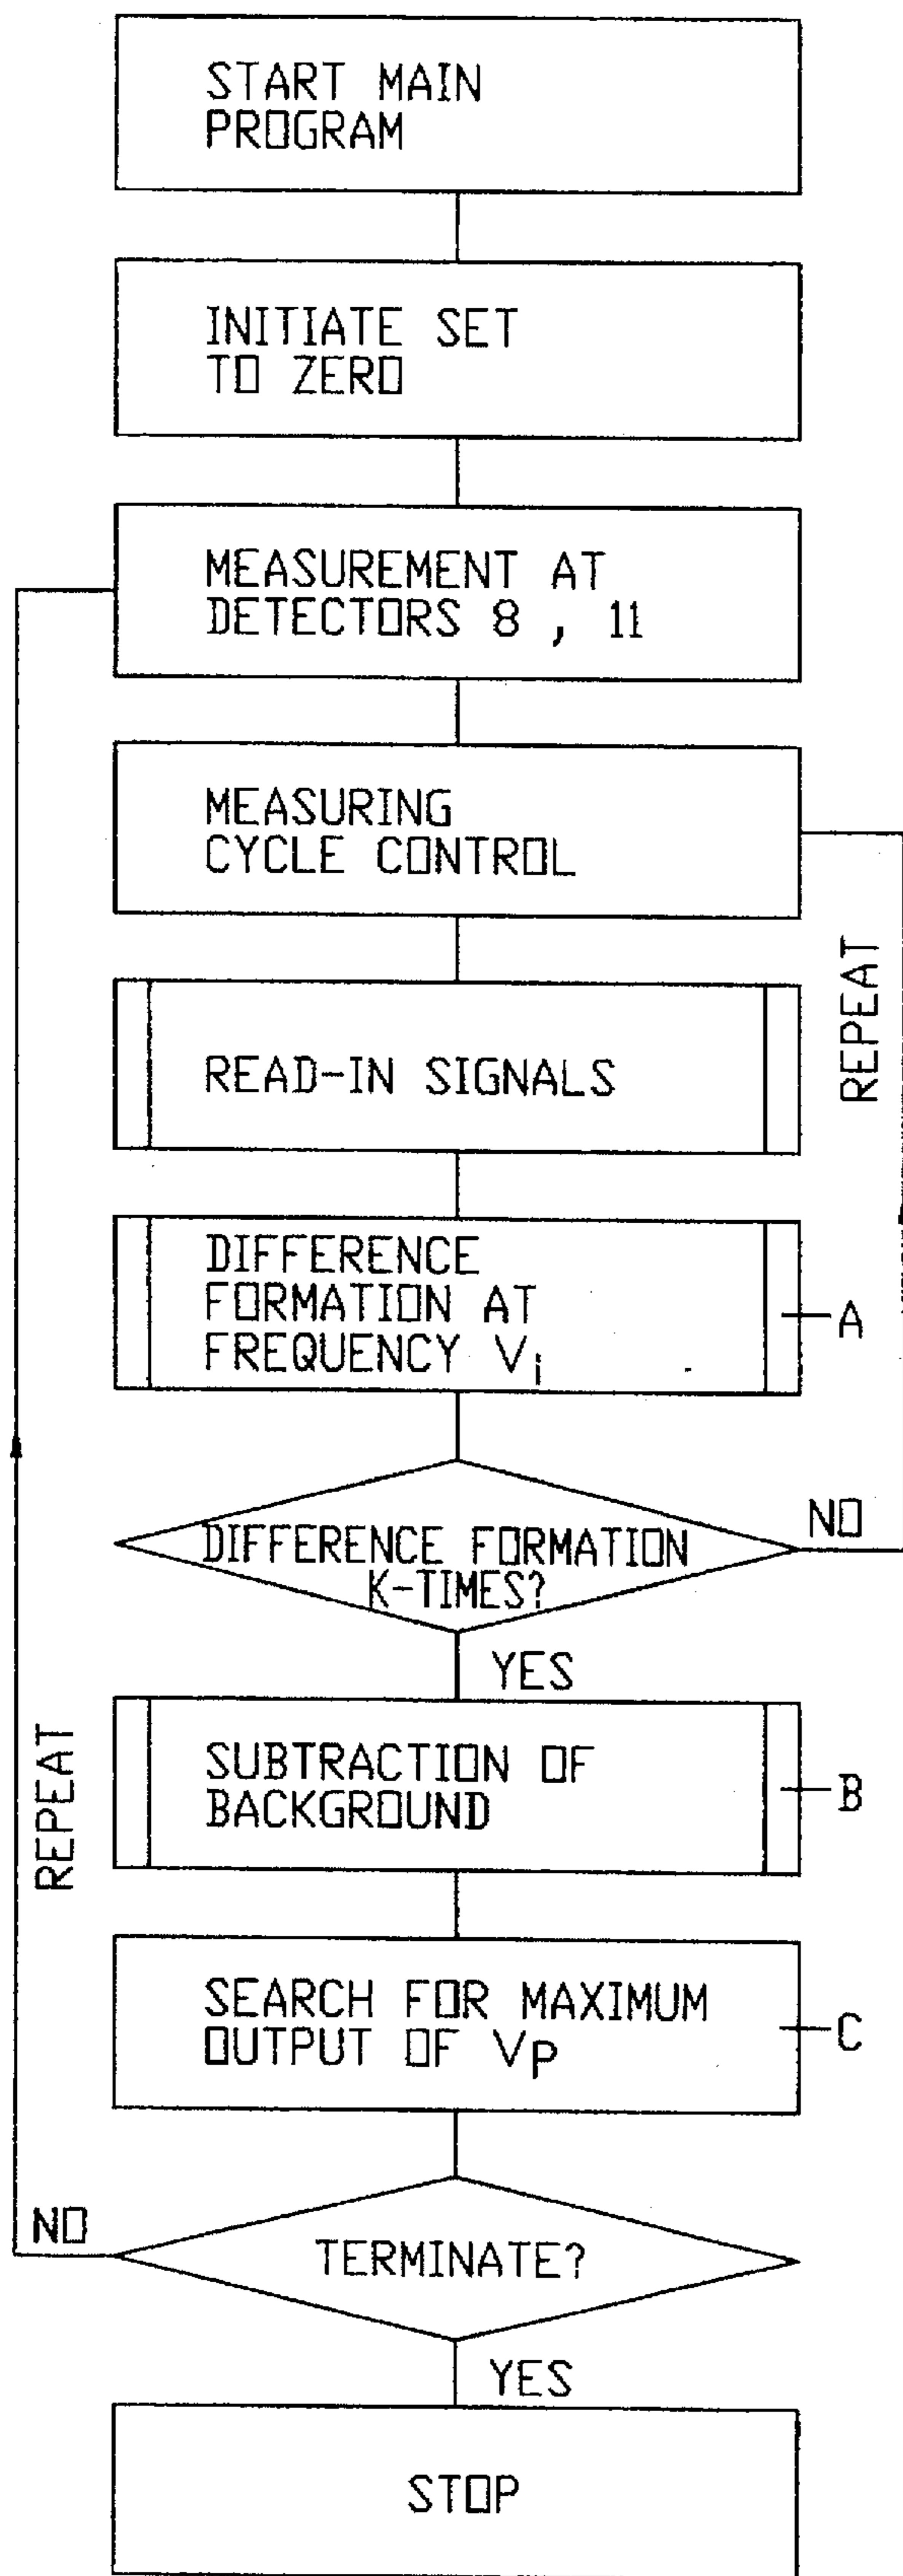 START MAIN
PROGRAM
INITIATE SET
TO ZERO
MEASUREMENT AT
DETECTORS 8 , 11
MEASURING
CYCLE CONTROL
REPEAT
READ-IN SIGNALS
DIFFERENCE
FORMATION AT
FREQUENCY Vi
A
DIFFERENCE FORMATION
K-TIMES?
NO
YES
REPEAT
SUBTRACTION OF
BACKGROUND
B
SEARCH FOR MAXIMUM
OUTPUT OF VP
C
NO
TERMINATE?
YES
STOP